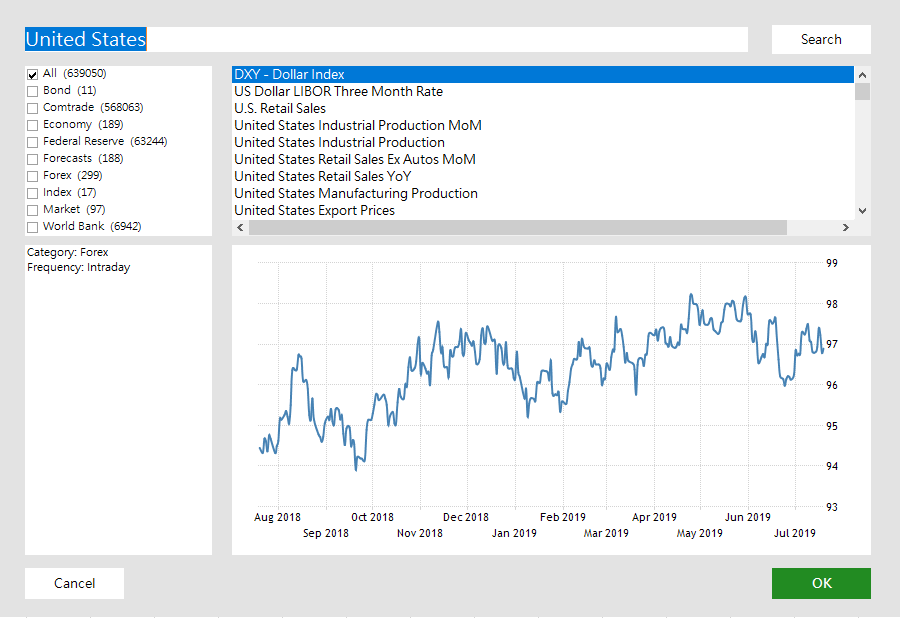 United States
Search
All (639050)
Bond (11)
Comtrade (568063)
Economy (189)
Federal Reserve (63244)
Forecasts (188)
Forex (299)
Index (17)
Market (97)
World Bank (6942)
DXY - Dollar Index
US Dollar LIBOR Three Month Rate
U.S. Retail Sales
United States Industrial Production MoM
United States Industrial Production
United States Retail Sales Ex Autos MoM
United States Retail Sales YoY
United States Manufacturing Production
United States Export Prices
Category: Forex
Frequency: Intraday
99
98
97
96
95
94
93
Aug 2018
Oct 2018
Dec 2018
Feb 2019
Apr 2019
Jun 2019
Sep 2018
Nov 2018
Jan 2019
Mar 2019
May 2019
Jul 2019
Cancel
OK